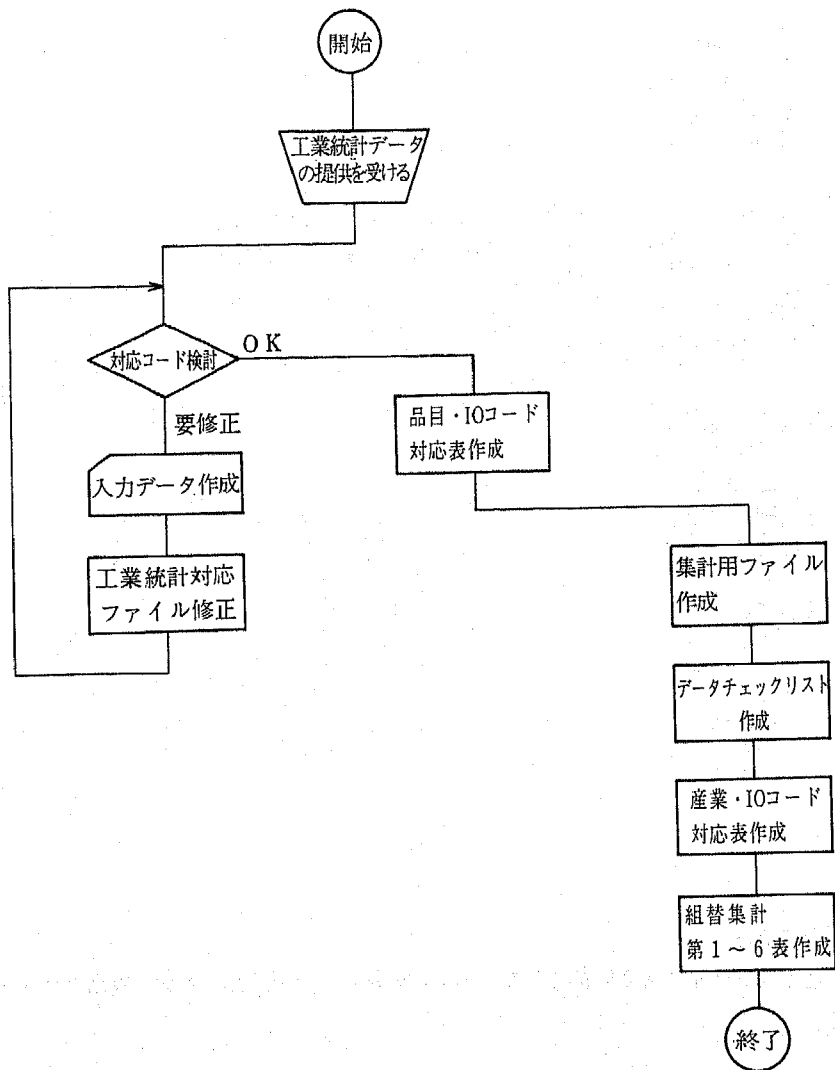 開始
工業統計データ
の提供を受ける
対応コード検討
OK
要修正
入力データ作成
工業統計対応
ファイル修正
品目・IOコード
対応表作成
集計用ファイル
作成
データチェックリスト
作成
産業・IOコード
対応表作成
組替集計
第1～6表作成
終了